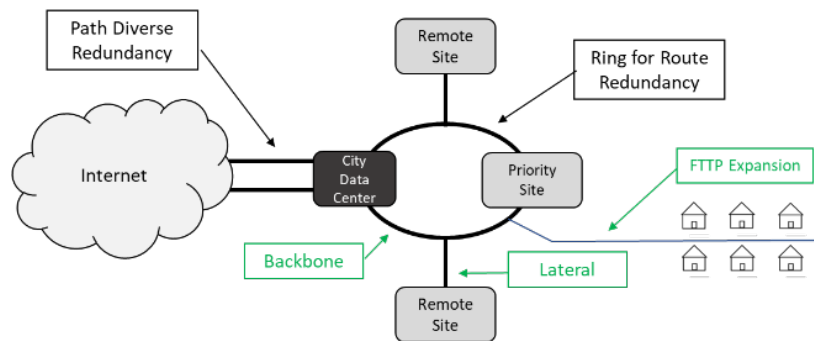 Path Diverse
Redundancy
Remote
Site
Ring for Route
Redundancy
Internet
City
Data
Center
Priority
Site
FTTP Expansion
Backbone
Lateral
Remote
Site